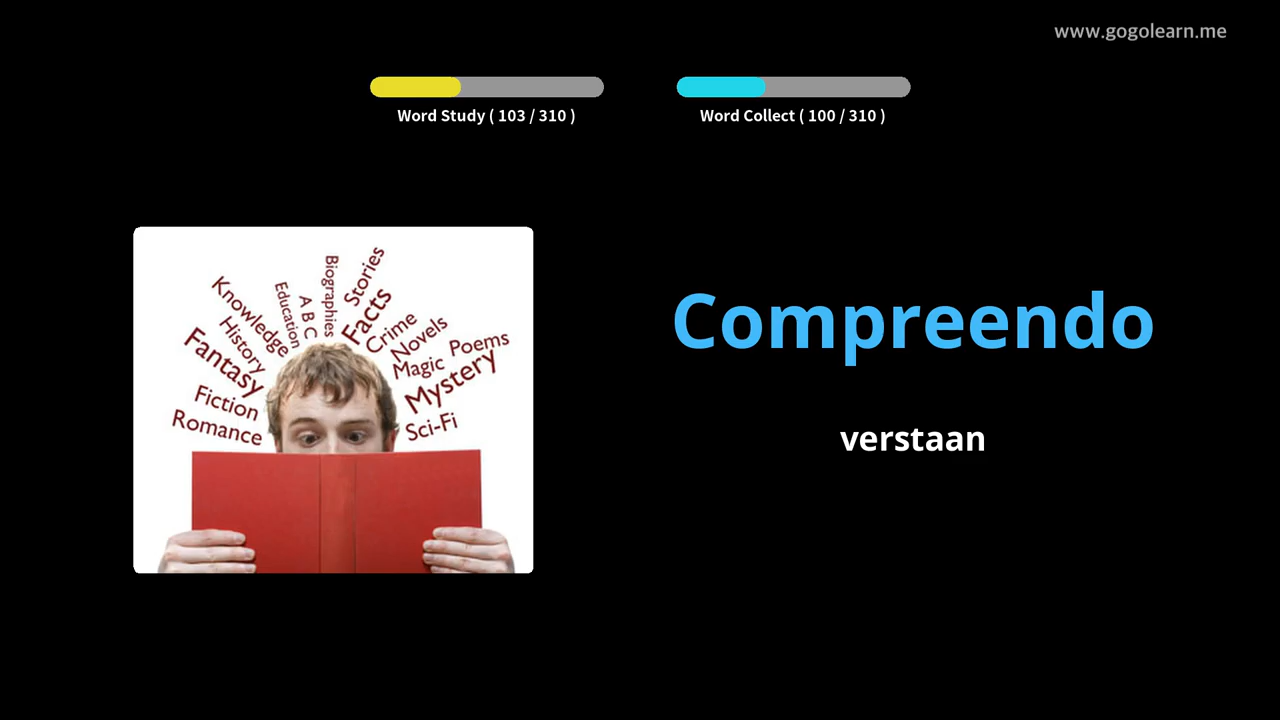 www.gogolearn.me
Word Study ( 103 / 310 )
Word Collect ( 100 / 310 )
Knowledge
Education
A B C
Biographies
Stories
Facts
Crime
Novels
Magic
Poems
Mystery
Sci-Fi
History
Fantasy
Fiction
Romance
Compreendo
verstaan